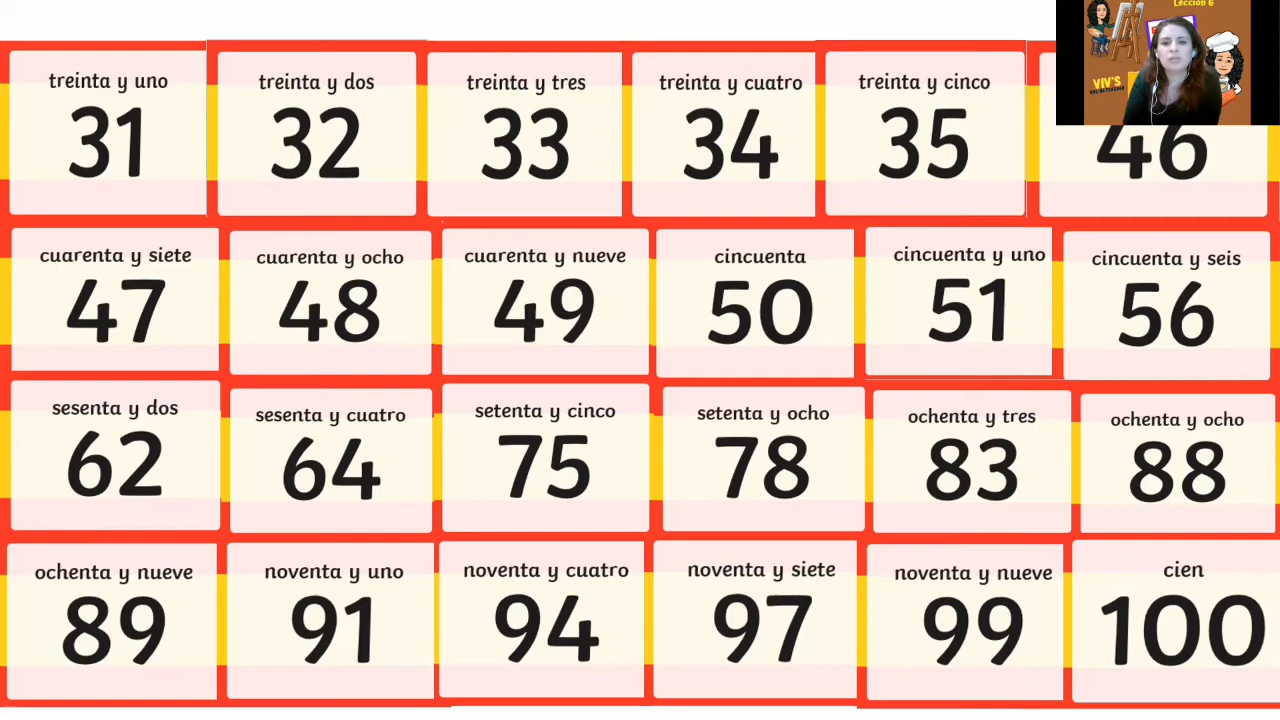 Lección 6
VIV'S
ONLINETEACHER
treinta y uno
31
treinta y dos
32
treinta y tres
33
treinta y cuatro
34
treinta y cinco
35
46
cuarenta y siete
47
cuarenta y ocho
48
cuarenta y nueve
49
cincuenta
50
cincuenta y uno
51
cincuenta y seis
56
sesenta y dos
62
sesenta y cuatro
64
setenta y cinco
75
setenta y ocho
78
ochenta y tres
83
ochenta y ocho
88
ochenta y nueve
89
noventa y uno
91
noventa y cuatro
94
noventa y siete
97
noventa y nueve
99
cien
100